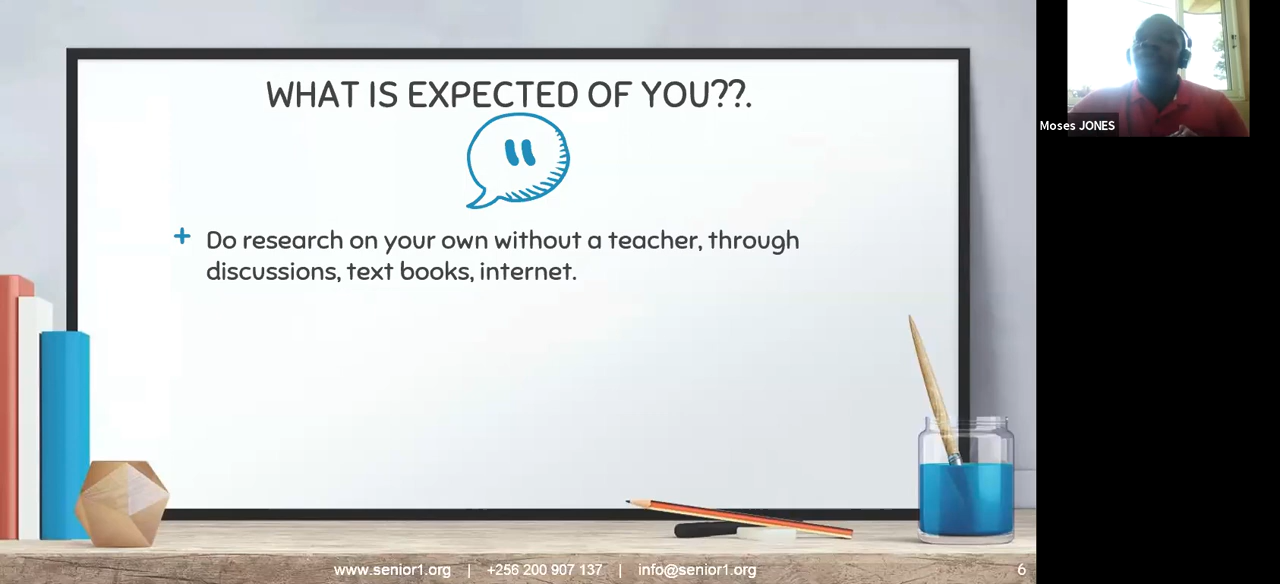 WHAT IS EXPECTED OF YOU??.
+ Do research on your own without a teacher, through
discussions, text books, internet.
www.senior1.org | +256 200 907 137 | info@senior1.org
6
Moses JONES